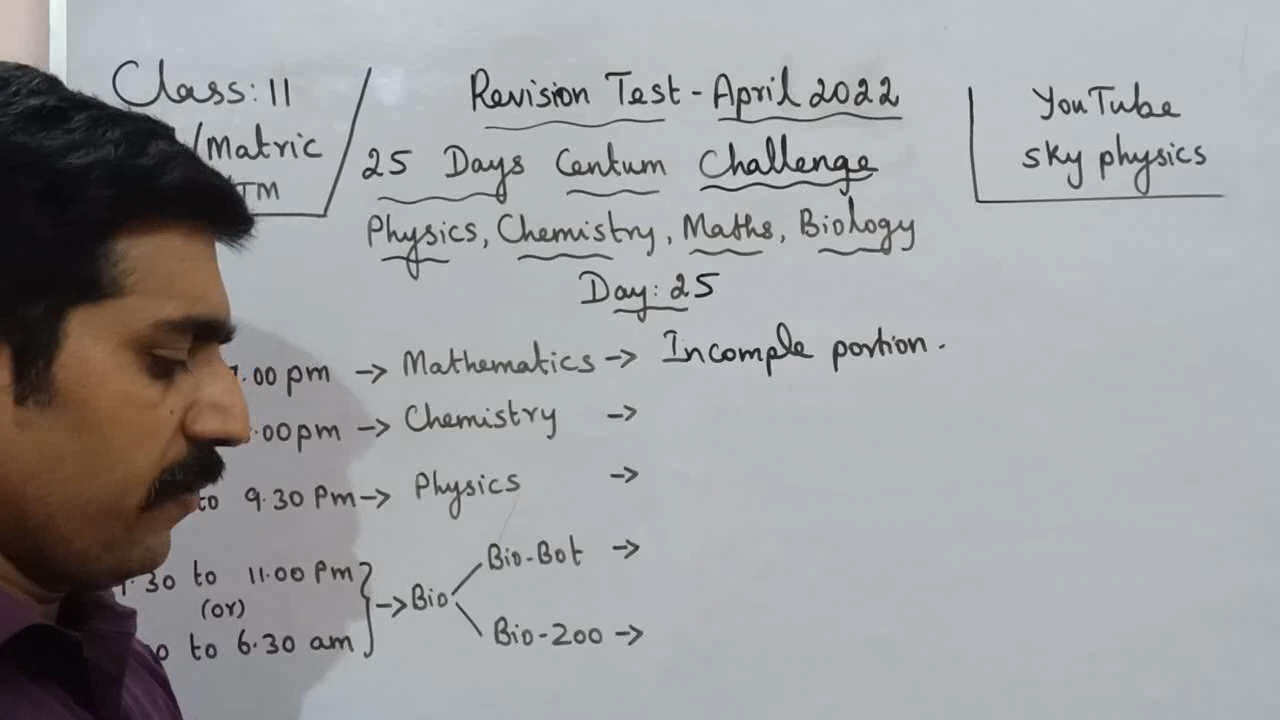 Class: 11
/Matric
TM
Revision Test - April 2022
25 Days Centum Challenge
Physics, Chemistry, Maths, Biology
Day: 25
YouTube
sky physics
.00 pm → Mathematics → Incomple portion.
.00pm → Chemistry →
to 9.30 Pm → Physics →
.30 to 11.00 Pm
(or)
to 6.30 am
→ Bio
Bio-Bot →
Bio-Zoo →